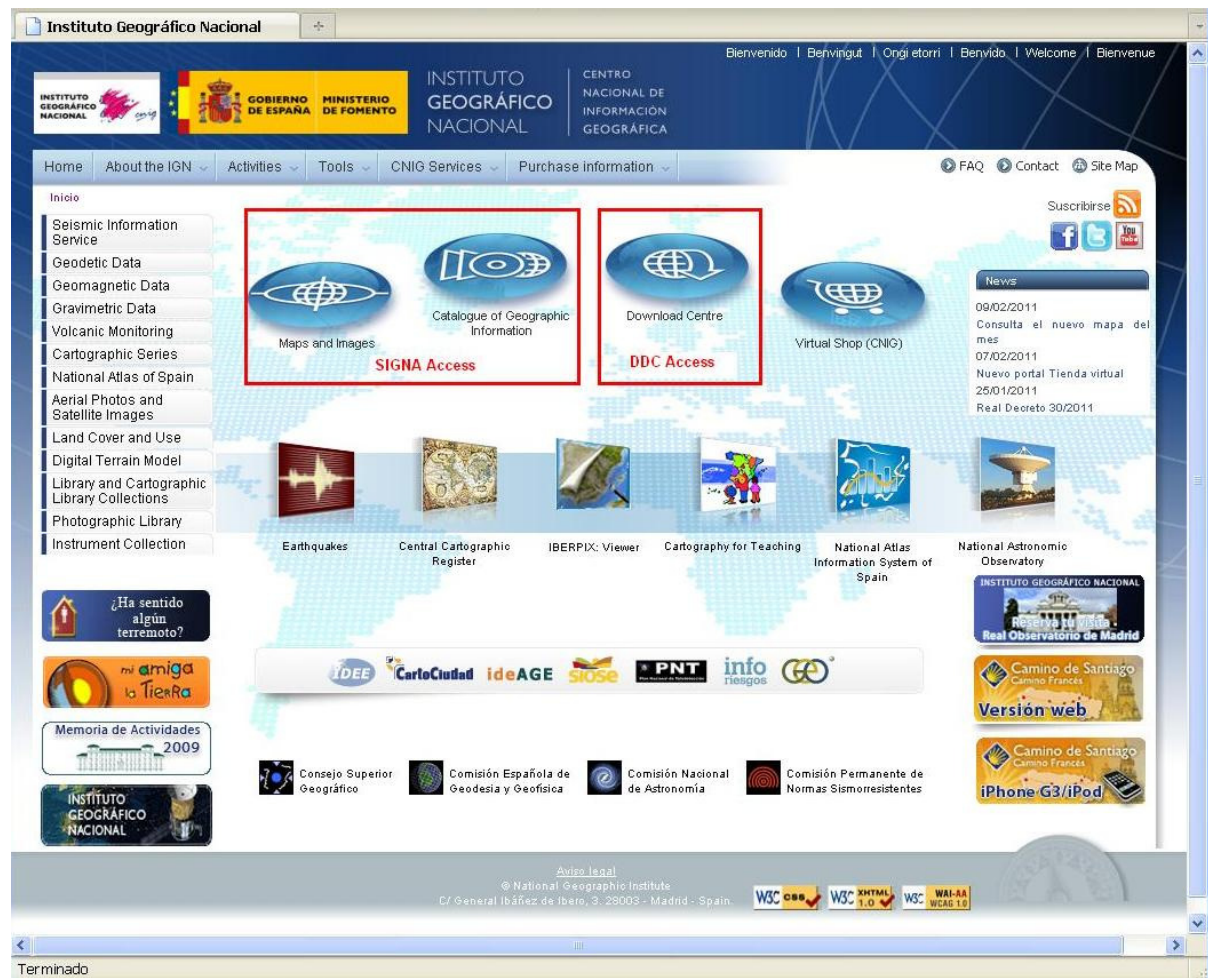 Instituto Geográfico Nacional
Bienvenido | Benvingut | Ongi etorri | Benvido | Welcome | Bienvenue
INSTITUTO
GEOGRÁFICO
NACIONAL
cnig
GOBIERNO
DE ESPAÑA
MINISTERIO
DE FOMENTO
INSTITUTO
GEOGRÁFICO
NACIONAL
CENTRO
NACIONAL DE
INFORMACIÓN
GEOGRÁFICA
Home
About the IGN
Activities
Tools
CNIG Services
Purchase information
FAQ
Contact
Site Map
Inicio
Seismic Information
Service
Geodetic Data
Geomagnetic Data
Gravimetric Data
Volcanic Monitoring
Cartographic Series
National Atlas of Spain
Aerial Photos and
Satellite Images
Land Cover and Use
Digital Terrain Model
Library and Cartographic
Library Collections
Photographic Library
Instrument Collection
Maps and Images
Catalogue of Geographic
Information
SIGNA Access
Download Centre
DDC Access
Virtual Shop (CNIG)
Suscribirse
You
Tube
News
09/02/2011
Consulta el nuevo mapa del
mes
07/02/2011
Nuevo portal Tienda virtual
25/01/2011
Real Decreto 30/2011
Earthquakes
Central Cartographic
Register
IBERPIX: Viewer
Cartography for Teaching
National Atlas
Information System of
Spain
National Astronomic
Observatory
¿Ha sentido
algún
terremoto?
mi amiga
la TieRRa
Memoria de Actividades
2009
INSTITUTO
GEOGRÁFICO
NACIONAL
IDEE
CartoCiudad
ideAGE
SIOSE
PNT
info
riesgos
INSTITUTO GEOGRÁFICO NACIONAL
Reserva tu visita
Real Observatorio de Madrid
Camino de Santiago
Camino Francés
Versión web
Camino de Santiago
Camino Francés
iPhone G3/iPod
Consejo Superior
Geográfico
Comisión Española de
Geodesia y Geofísica
Comisión Nacional
de Astronomía
Comisión Permanente de
Normas Sismorresistentes
Aviso legal
© National Geographic Institute
C/ General Ibáñez de Ibero, 3. 28003 - Madrid - Spain.
W3C css
W3C XHTML 1.0
W3C WAI-AA WCAG 1.0
Terminado